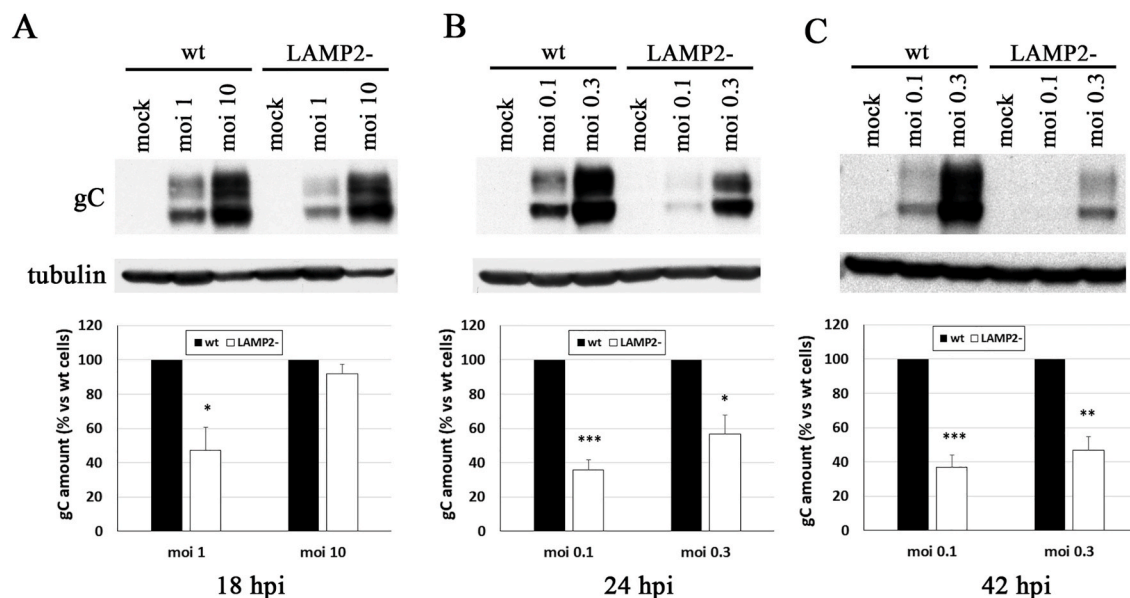 A
wt
LAMP2-
mock
moi 1
moi 10
mock
moi 1
moi 10
gC
tubulin
gC amount (% vs wt cells)
120
100
80
60
40
20
0
wt LAMP2-
*
moi 1
moi 10
18 hpi
B
wt
LAMP2-
mock
moi 0.1
moi 0.3
mock
moi 0.1
moi 0.3
gC amount (% vs wt cells)
120
100
80
60
40
20
0
wt LAMP2-
***
*
moi 0.1
moi 0.3
24 hpi
C
wt
LAMP2-
mock
moi 0.1
moi 0.3
mock
moi 0.1
moi 0.3
gC amount (% vs wt cells)
120
100
80
60
40
20
0
wt LAMP2-
***
**
moi 0.1
moi 0.3
42 hpi